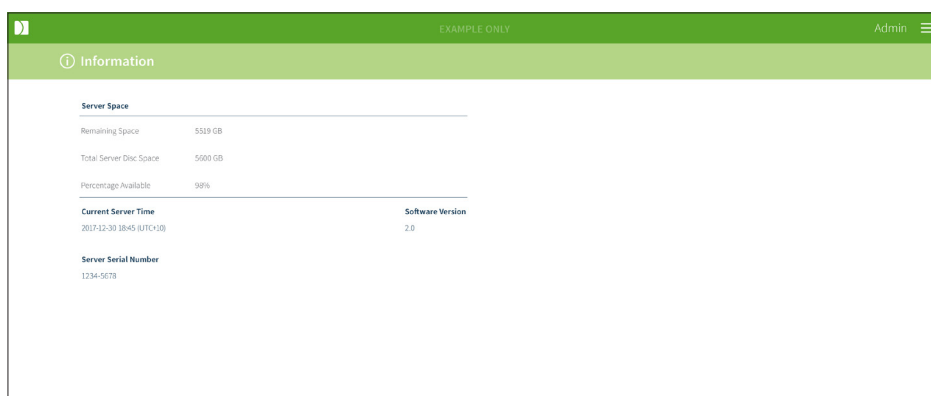 EXAMPLE ONLY
Admin
Information
Server Space
Remaining Space 5519 GB
Total Server Disc Space 5600 GB
Percentage Available 98%
Current Server Time Software Version
2017-12-30 18:45 (UTC+10) 2.0
Server Serial Number
1234-5678